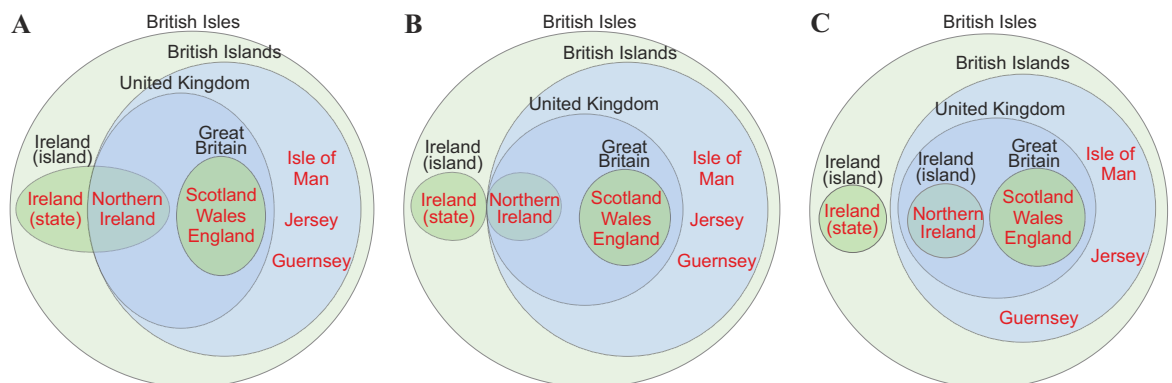 A
British Isles
British Islands
United Kingdom
Ireland
(island)
Great
Britain
Ireland
(state)
Northern
Ireland
Scotland
Wales
England
Isle of
Man
Jersey
Guernsey
B
British Isles
British Islands
United Kingdom
Ireland
(island)
Great
Britain
Ireland
(state)
Northern
Ireland
Scotland
Wales
England
Isle of
Man
Jersey
Guernsey
C
British Isles
British Islands
United Kingdom
Ireland
(island)
Ireland
(island)
Great
Britain
Ireland
(state)
Northern
Ireland
Scotland
Wales
England
Isle of
Man
Jersey
Guernsey